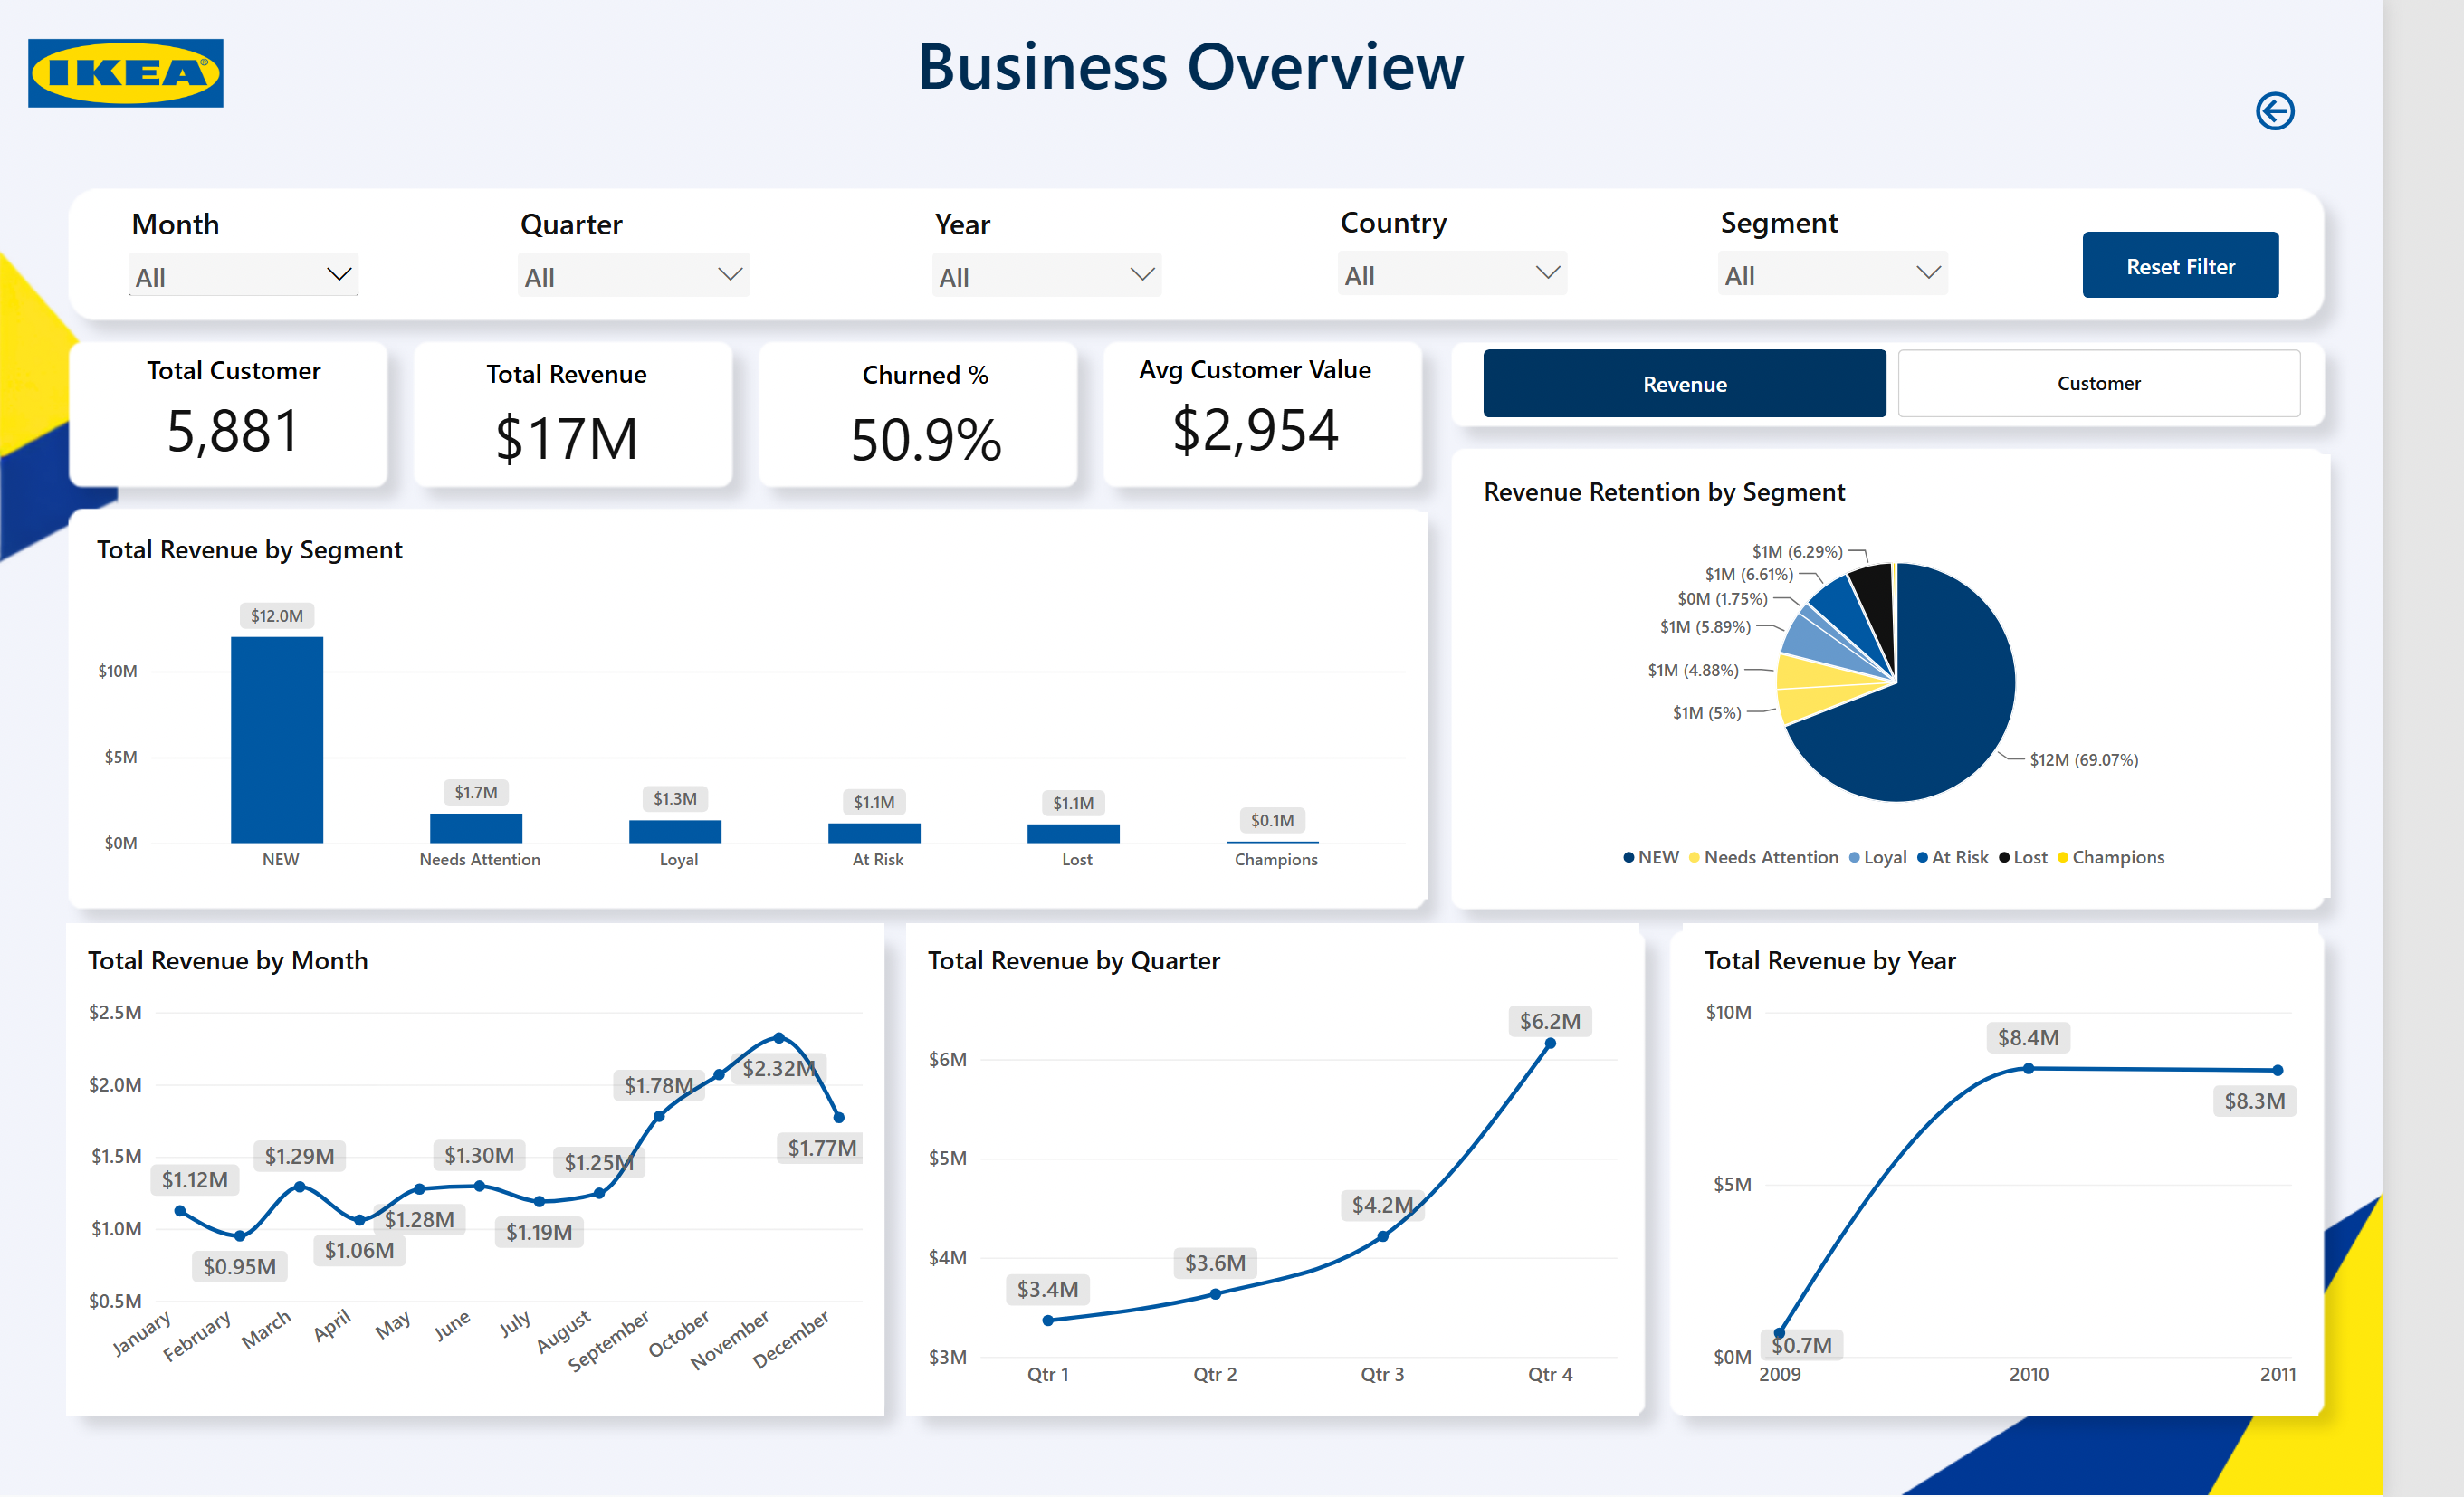 IKEA®
Business Overview
Month
Quarter
Year
Country
Segment
All
All
All
All
All
Reset Filter
Total Customer
5,881
Total Revenue
$17M
Churned %
50.9%
Avg Customer Value
$2,954
Revenue
Customer
Total Revenue by Segment
$12.0M
$10M
$5M
$0M
$1.7M
$1.3M
$1.1M
$1.1M
$0.1M
NEW
Needs Attention
Loyal
At Risk
Lost
Champions
Revenue Retention by Segment
$1M (6.29%)
$1M (6.61%)
$0M (1.75%)
$1M (5.89%)
$1M (4.88%)
$1M (5%)
$12M (69.07%)
NEW Needs Attention Loyal At Risk Lost Champions
Total Revenue by Month
$2.5M
$2.0M
$1.5M
$1.0M
$0.5M
$1.12M
$0.95M
$1.29M
$1.06M
$1.28M
$1.30M
$1.19M
$1.25M
$1.78M
$2.32M
$1.77M
January
February
March
April
May
June
July
August
September
October
November
December
Total Revenue by Quarter
$6M
$5M
$4M
$3M
$3.4M
$3.6M
$4.2M
$6.2M
Qtr 1
Qtr 2
Qtr 3
Qtr 4
Total Revenue by Year
$10M
$5M
$0M
$0.7M
$8.4M
$8.3M
2009
2010
2011